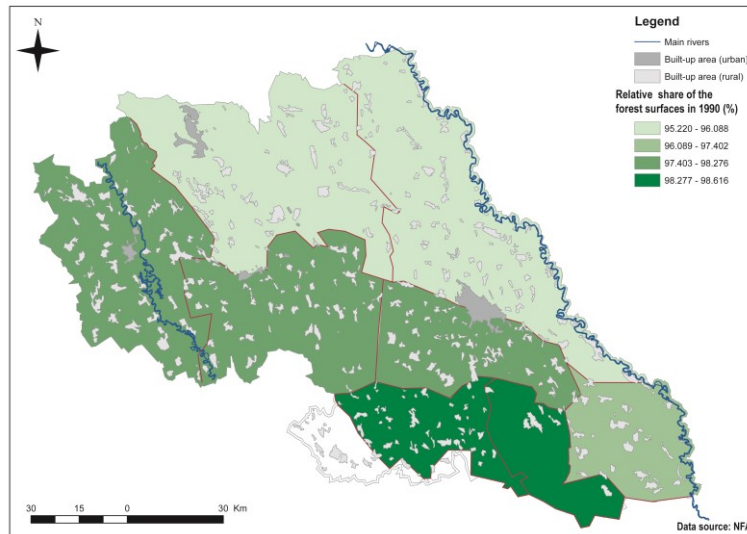 N
Legend
Main rivers
Built-up area (urban)
Built-up area (rural)
Relative share of the
forest surfaces in 1990 (%)
95.220 - 96.088
96.089 - 97.402
97.403 - 98.276
98.277 - 98.616
30 15 0 30 Km
Data source: NFA